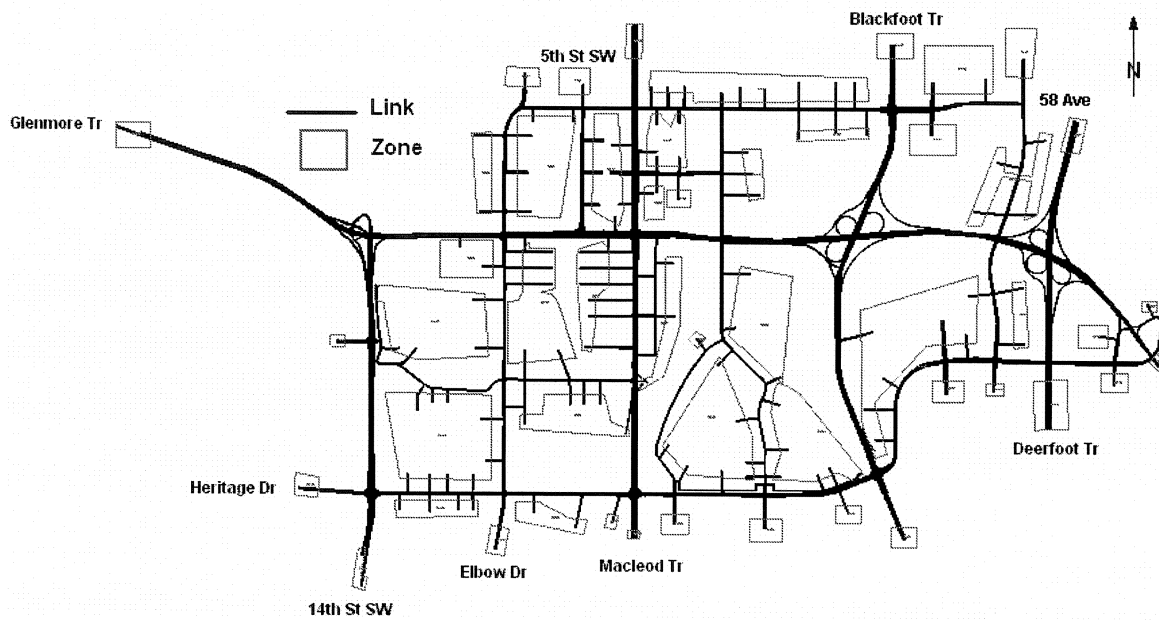 Blackfoot Tr
5th St SW
N
58 Ave
Link
Glenmore Tr
Zone
Deerfoot Tr
Heritage Dr
Elbow Dr
Macleod Tr
14th St SW